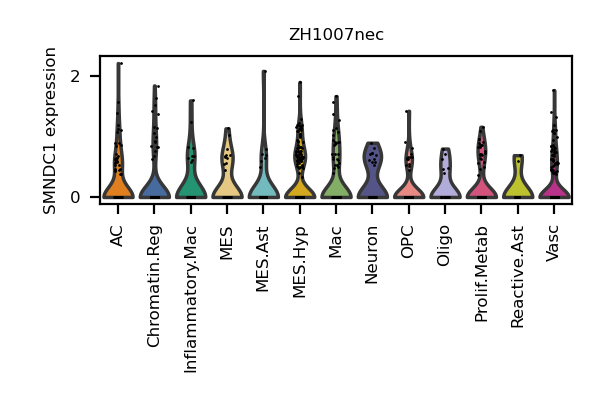 ZH1007nec
SMNDC1 expression
2
0
AC
Chromatin.Reg
Inflammatory.Mac
MES
MES.Ast
MES.Hyp
Mac
Neuron
OPC
Oligo
Prolif.Metab
Reactive.Ast
Vasc